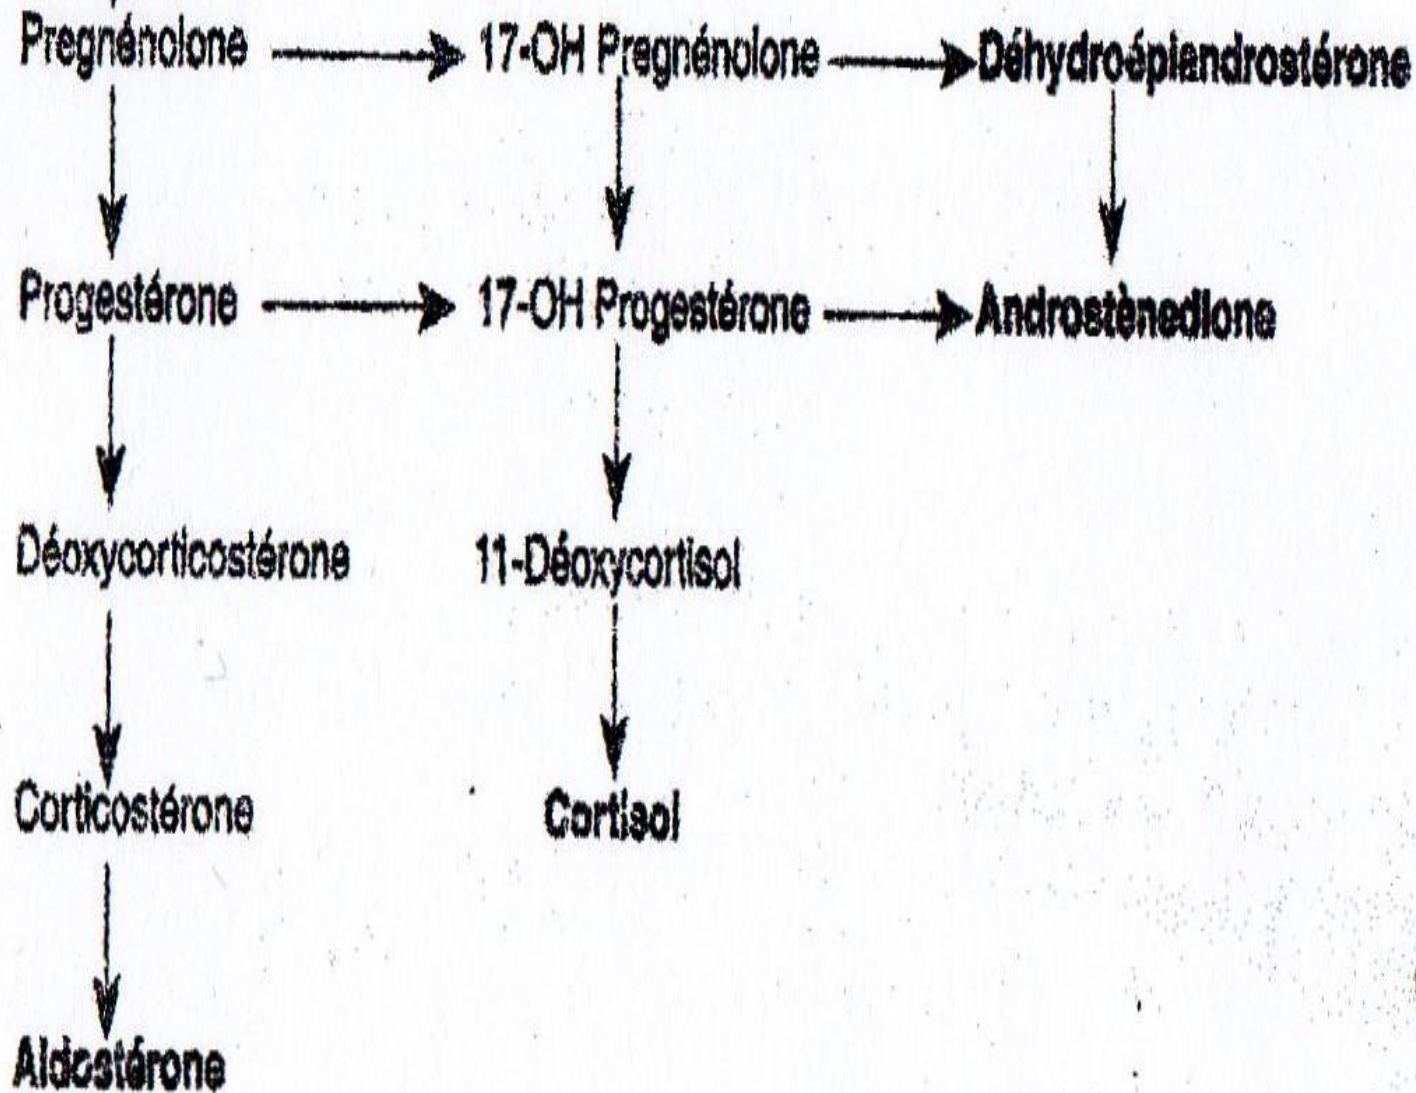 Pregnénolone 17-OH Pregnénolone Déhydroépiandrostérone
Progestérone 17-OH Progestérone Androstènedione
Déoxycorticostérone 11-Déoxycortisol
Corticostérone Cortisol
Aldostérone